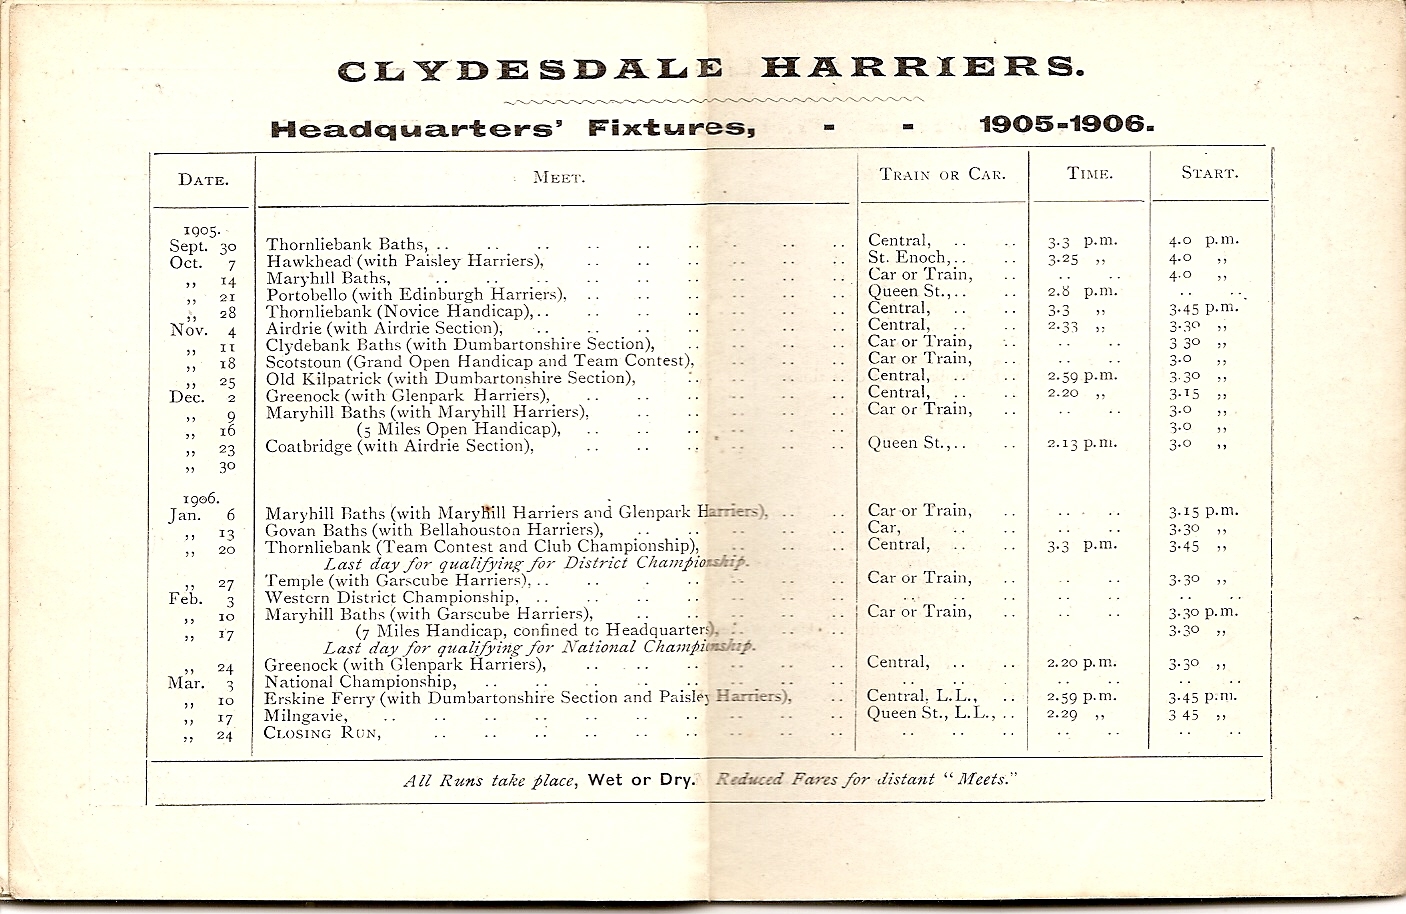 CLYDESDALE HARRIERS.
Headquarters' Fixtures, - - 1905-1906.
DATE. MEET. TRAIN OR CAR. TIME. START.
1905.
Sept. 30 Thornliebank Baths, .. .. .. .. .. .. .. .. .. Central, .. .. 3.3 p.m. 4.0 p.m.
Oct. 7 Hawkhead (with Paisley Harriers), .. .. .. .. .. .. St. Enoch,.. .. 3.25 ,, 4.0 ,,
,, 14 Maryhill Baths, .. .. .. .. .. .. .. .. .. Car or Train, .. .. .. 4.0 ,,
,, 21 Portobello (with Edinburgh Harriers), .. .. .. .. .. .. Queen St.,.. .. 2.8 p.m. .. ..
,, 28 Thornliebank (Novice Handicap),.. .. .. .. .. .. .. Central, .. .. 3.3 ,, 3.45 p.m.
Nov. 4 Airdrie (with Airdrie Section), .. .. .. .. .. .. .. Central, .. .. 2.33 ,, 3.30 ,,
,, 11 Clydebank Baths (with Dumbartonshire Section), .. .. .. .. Car or Train, .. .. .. 3 30 ,,
,, 18 Scotstoun (Grand Open Handicap and Team Contest), .. .. .. Car or Train, .. .. .. 3.0 ,,
,, 25 Old Kilpatrick (with Dumbartonshire Section), .. .. .. .. Central, .. .. 2.59 p.m. 3.30 ,,
Dec. 2 Greenock (with Glenpark Harriers), .. .. .. .. .. .. Central, .. .. 2.20 ,, 3.15 ,,
,, 9 Maryhill Baths (with Maryhill Harriers), .. .. .. .. .. Car or Train, .. .. .. 3.0 ,,
,, 16 (5 Miles Open Handicap), .. .. .. .. .. .. 3.0 ,,
,, 23 Coatbridge (with Airdrie Section), .. .. .. .. .. .. Queen St.,.. .. 2.13 p.m. 3.0 ,,
,, 30
1906.
Jan. 6 Maryhill Baths (with Maryhill Harriers and Glenpark Harriers), .. .. Car or Train, .. .. .. 3.15 p.m.
,, 13 Govan Baths (with Bellahouston Harriers), .. .. .. .. .. Car, .. .. .. .. 3.30 ,,
,, 20 Thornliebank (Team Contest and Club Championship), .. .. .. Central, .. .. 3.3 p.m. 3.45 ,,
Last day for qualifying for District Championship.
,, 27 Temple (with Garscube Harriers),.. .. .. .. .. .. .. Car or Train, .. .. .. 3.30 ,,
Feb. 3 Western District Championship, .. .. .. .. .. .. .. .. .. .. .. .. ..
,, 10 Maryhill Baths (with Garscube Harriers), .. .. .. .. .. Car or Train, .. .. .. 3.30 p.m.
,, 17 (7 Miles Handicap, confined to Headquarters), .. .. .. 3.30 ,,
Last day for qualifying for National Championship.
,, 24 Greenock (with Glenpark Harriers), .. .. .. .. .. .. Central, .. .. 2.20 p.m. 3.30 ,,
Mar. 3 National Championship, .. .. .. .. .. .. .. .. .. .. .. .. .. ..
,, 10 Erskine Ferry (with Dumbartonshire Section and Paisley Harriers), .. Central, L.L., .. 2.59 p.m. 3.45 p.m.
,, 17 Milngavie, .. .. .. .. .. .. .. .. .. .. Queen St., L.L., .. 2.29 ,, 3 45 ,,
,, 24 CLOSING RUN, .. .. .. .. .. .. .. .. .. .. .. .. .. .. ..
All Runs take place, Wet or Dry. Reduced Fares for distant "Meets."